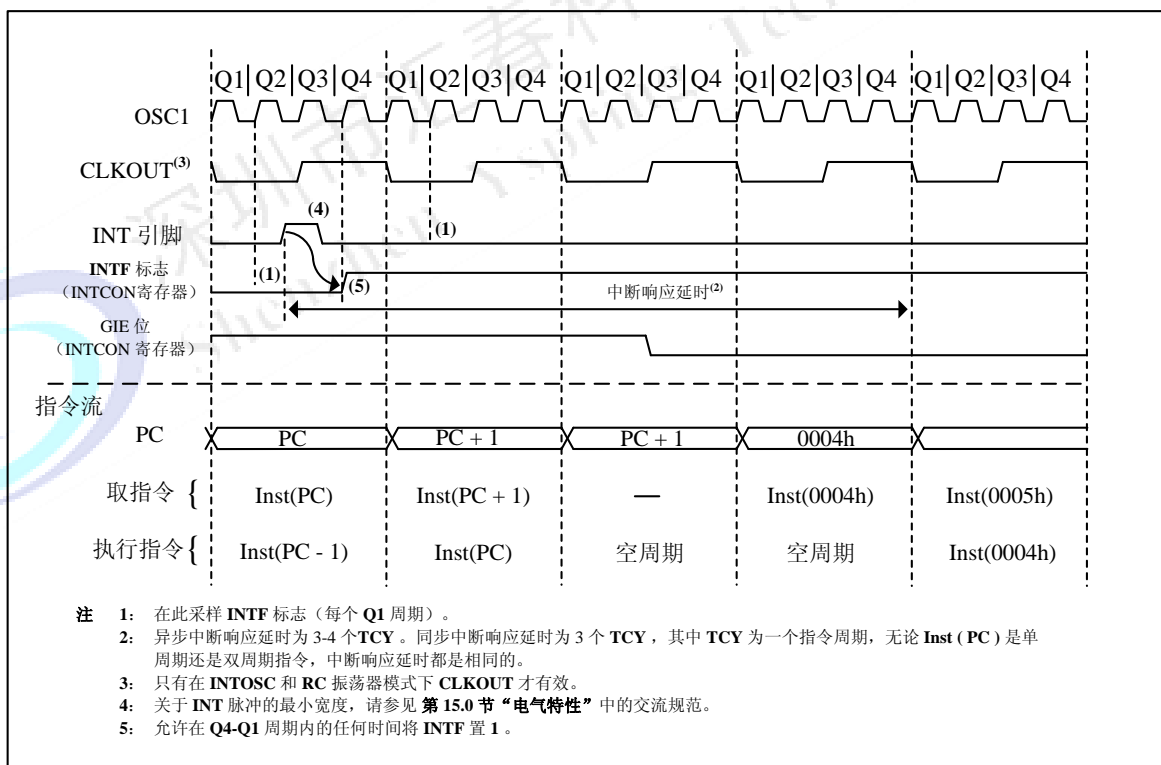 Q1 Q2 Q3 Q4 Q1 Q2 Q3 Q4 Q1 Q2 Q3 Q4 Q1 Q2 Q3 Q4 Q1 Q2 Q3 Q4
OSC1
CLKOUT(3)
(4)
(1)
INT 引脚
INTF 标志
(1)
(5)
(INTCON寄存器)
中断响应延时(2)
GIE 位
(INTCON 寄存器)
指令流
PC PC PC + 1 PC + 1 0004h
取指令 { Inst(PC) Inst(PC + 1) — Inst(0004h) Inst(0005h)
执行指令 { Inst(PC - 1) Inst(PC) 空周期 空周期 Inst(0004h)
注 1: 在此采样 INTF 标志（每个 Q1 周期）。
2: 异步中断响应延时为 3-4 个TCY 。同步中断响应延时为 3 个 TCY ，其中 TCY 为一个指令周期，无论 Inst ( PC ) 是单
周期还是双周期指令，中断响应延时都是相同的。
3: 只有在 INTOSC 和 RC 振荡器模式下 CLKOUT 才有效。
4: 关于 INT 脉冲的最小宽度，请参见 第 15.0 节“电气特性”中的交流规范。
5: 允许在 Q4-Q1 周期内的任何时间将 INTF 置 1 。